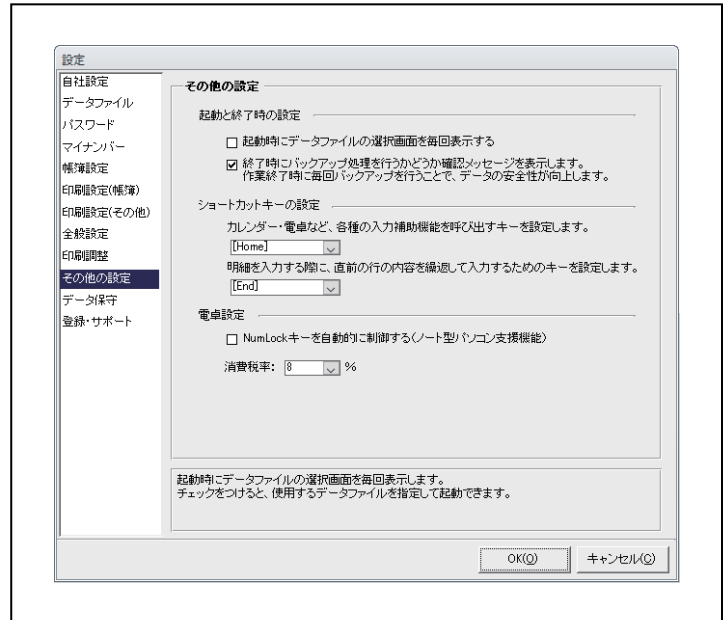 設定
自社設定
データファイル
パスワード
マイナンバー
帳簿設定
印刷設定(帳簿)
印刷設定(その他)
全般設定
印刷調整
その他の設定
データ保守
登録・サポート
その他の設定
起動と終了時の設定
起動時にデータファイルの選択画面を毎回表示する
終了時にバックアップ処理を行うかどうか確認メッセージを表示します。
作業終了時に毎回バックアップを行うことで、データの安全性が向上します。
ショートカットキーの設定
カレンダー・電卓など、各種の入力補助機能を呼び出すキーを設定します。
[Home]
明細を入力する際に、直前の行の内容を繰返して入力するためのキーを設定します。
[End]
電卓設定
NumLockキーを自動的に制御する(ノート型パソコン支援機能)
消費税率: 8 %
起動時にデータファイルの選択画面を毎回表示します。
チェックをつけると、使用するデータファイルを指定して起動できます。
OK(O) キャンセル(C)